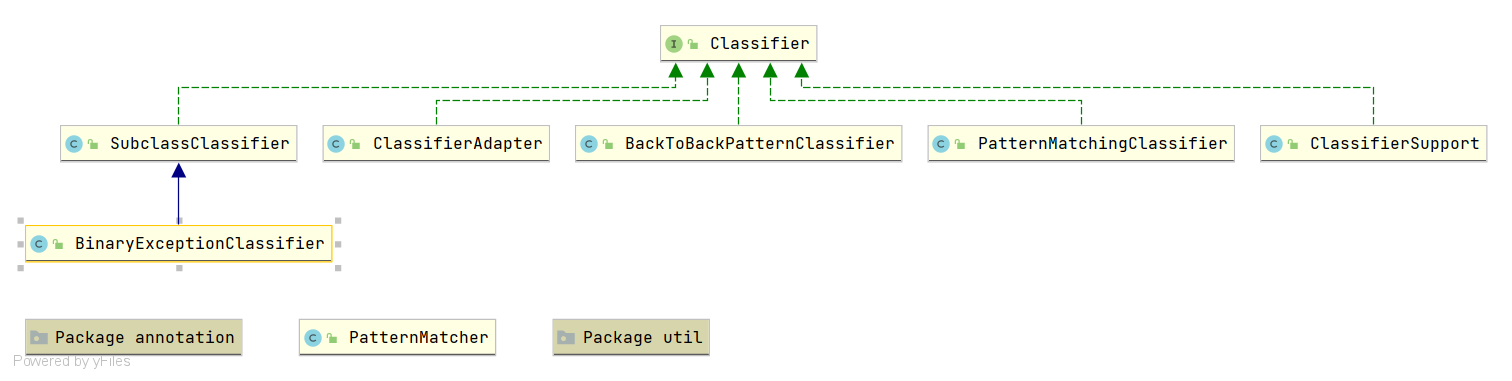 I Classifier
C SubclassClassifier
C ClassifierAdapter
C BackToBackPatternClassifier
C PatternMatchingClassifier
C ClassifierSupport
C BinaryExceptionClassifier
Package annotation
C PatternMatcher
Package util
Powered by yFiles